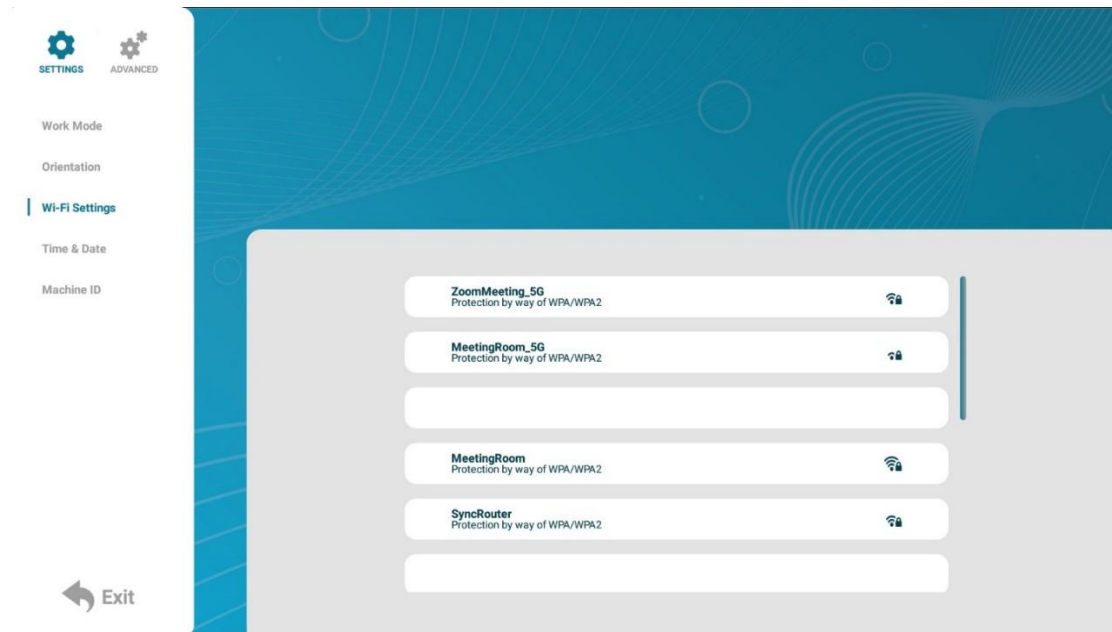 SETTINGS
ADVANCED
Work Mode
Orientation
Wi-Fi Settings
Time & Date
Machine ID
ZoomMeeting_5G
Protection by way of WPA/WPA2
MeetingRoom_5G
Protection by way of WPA/WPA2
MeetingRoom
Protection by way of WPA/WPA2
SyncRouter
Protection by way of WPA/WPA2
Exit